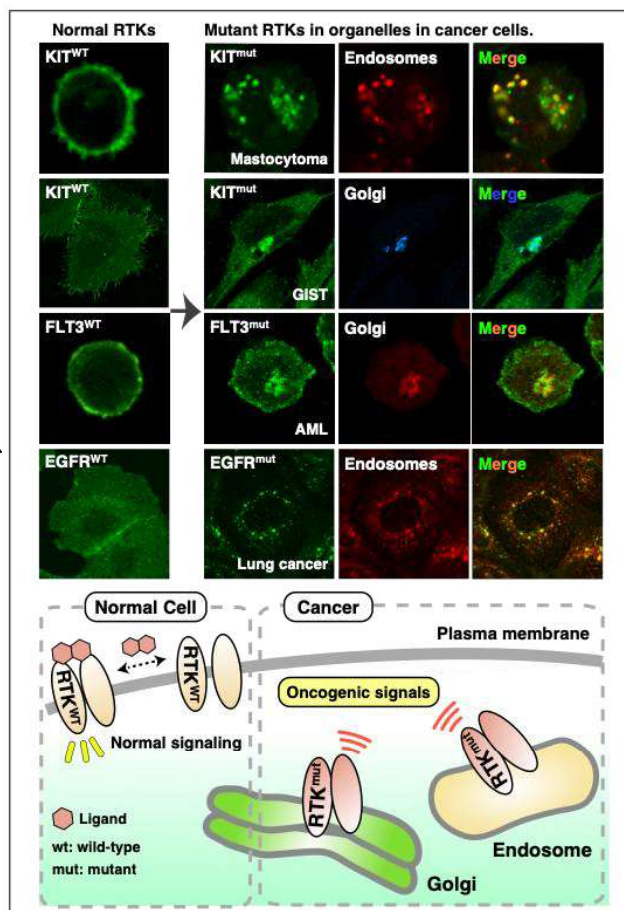 Normal RTKs
Mutant RTKs in organelles in cancer cells.
KITWT
KITmut
Endosomes
Merge
Mastocytoma
KITWT
KITmut
Golgi
Merge
GIST
FLT3WT
FLT3mut
Golgi
Merge
AML
EGFRWT
EGFRmut
Endosomes
Merge
Lung cancer
Normal Cell
Cancer
Plasma membrane
RTKWT
RTKWT
Oncogenic signals
Normal signaling
RTKmut
RTKmut
Ligand
wt: wild-type
mut: mutant
Endosome
Golgi